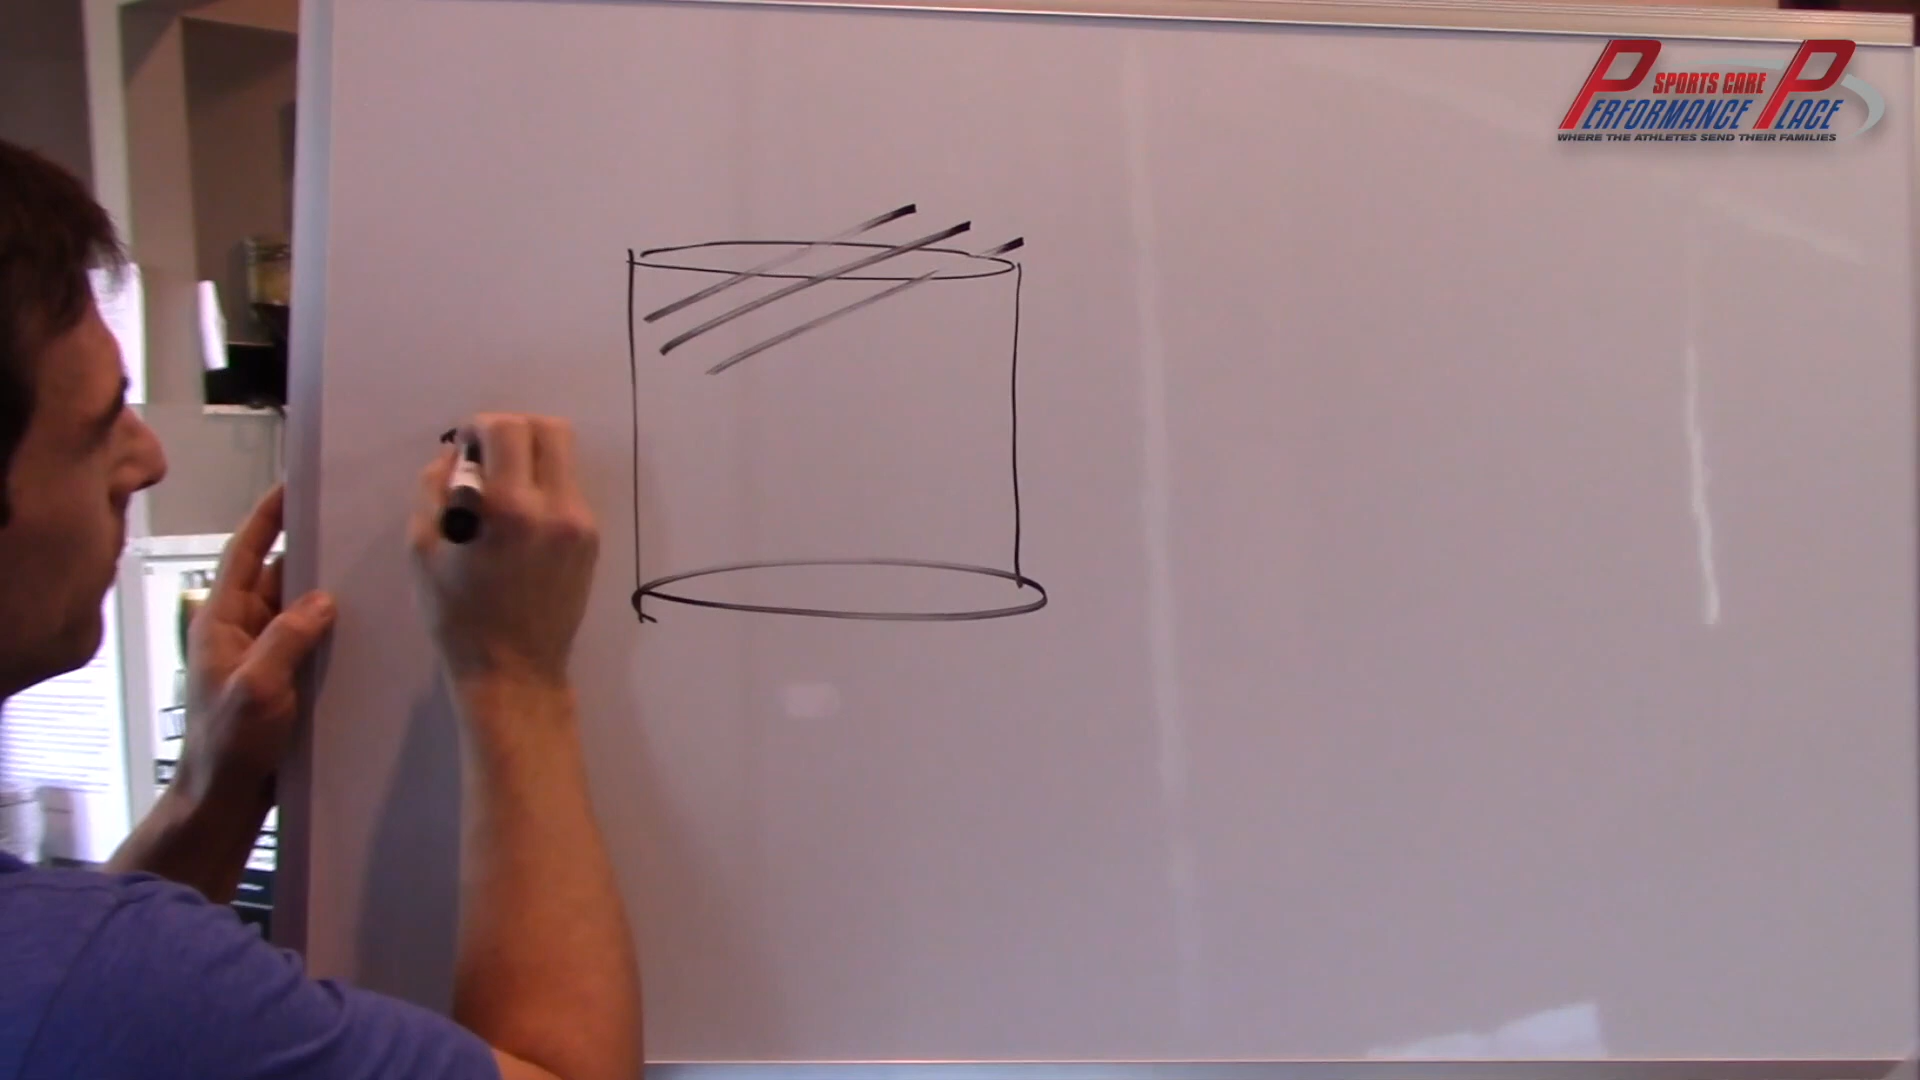 SPORTS CARE
PERFORMANCE PLACE
WHERE THE ATHLETES SEND THEIR FAMILIES